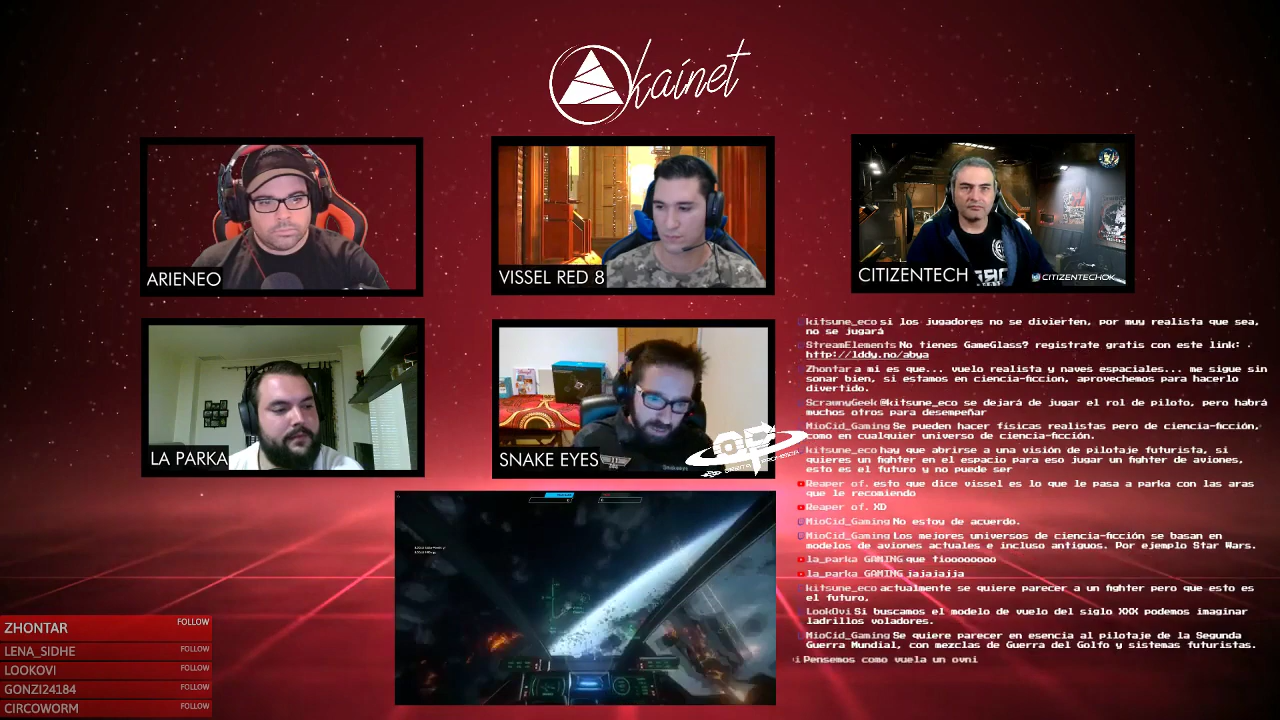 kainet
ARIENEO
VISSEL RED 8
CITIZENTECH
CITIZENTECHOK
LA PARKA
SNAKE EYES
kitsune_eco si los jugadores no se divierten, por muy realista que sea,
no se jugará
StreamElements No tienes GameGlass? registrate gratis con este link: .
http://lddy.no/abya
Zhontar a mi es que... vuelo realista y naves espaciales... me sigue sin
sonar bien, si estamos en ciencia-ficcion, aprovechemos para hacerlo
divertido.
ScrawnyGeek @kitsune_eco se dejará de jugar el rol de piloto, pero habrá
muchos otros para desempeñar
MioCid_Gaming Se pueden hacer físicas realistas pero de ciencia-ficción,
como en cualquier universo de ciencia-ficción.
kitsune_eco hay que abrirse a una visión de pilotaje futurista, si
quieres un fighter en el espacio para eso jugar un fighter de aviones,
esto es el futuro y no puede ser
Reaper of. esto que dice vissel es lo que le pasa a parka con las aras
que le recomiendo
Reaper of. XD
MioCid_Gaming No estoy de acuerdo.
MioCid_Gaming Los mejores universos de ciencia-ficción se basan en
modelos de aviones actuales e incluso antiguos. Por ejemplo Star Wars.
la_parka GAMING que tioooooooo
la_parka GAMING jajajajja
kitsune_eco actualmente se quiere parecer a un fighter pero que esto es
el futuro,
LookOvi Si buscamos el modelo de vuelo del siglo XXX podemos imaginar
ladrillos voladores.
MioCid_Gaming Se quiere parecer en esencia al pilotaje de la Segunda
Guerra Mundial, con mezclas de Guerra del Golfo y sistemas futuristas.
i Pensemos como vuela un ovni
ZHONTAR FOLLOW
LENA_SIDHE FOLLOW
LOOKOVI FOLLOW
GONZI24184 FOLLOW
CIRCOWORM FOLLOW